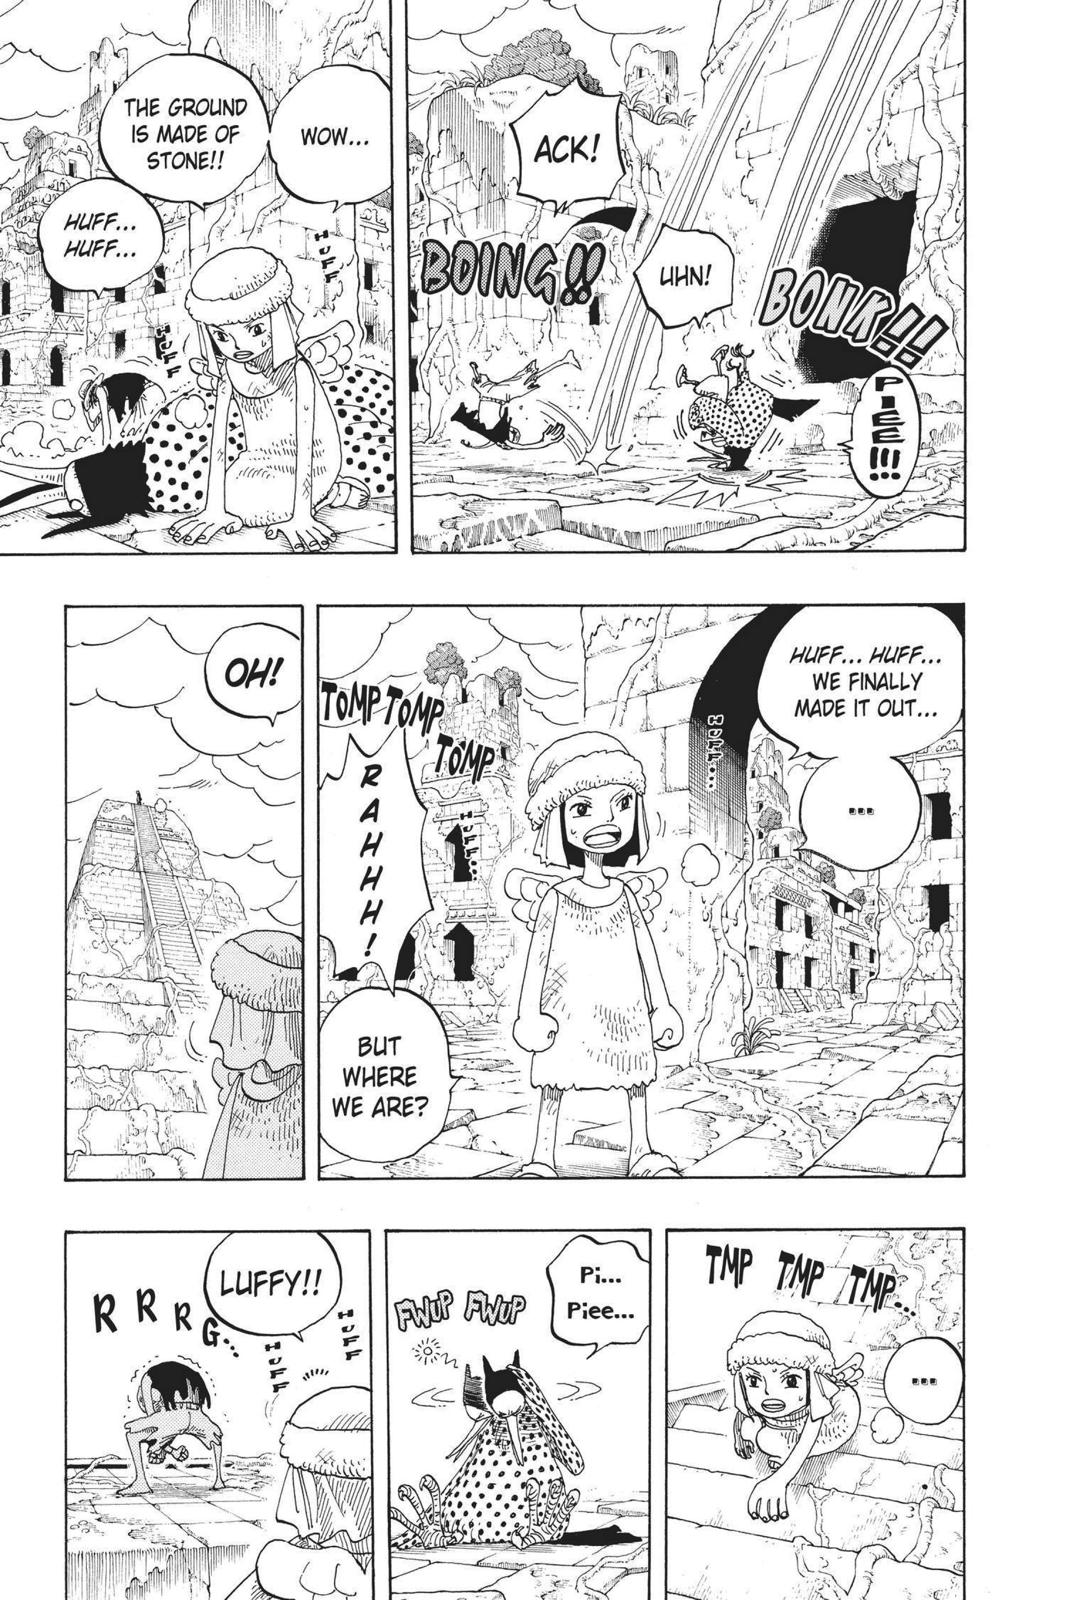 ACK!
BOING!!
UHN!
BONK!!
PIEE!!!
WOW...
THE GROUND
IS MADE OF
STONE!!
HUFF...
HUFF...
HUFF
HUFF
HUFF... HUFF...
WE FINALLY
MADE IT OUT...
...
HUFF...
TOMP TOMP
TOMP
RAHHH!
HUFF...
BUT
WHERE
WE ARE?
OH!
TMP TMP TMP...
...
Pi...
Piee...
FWUP FWUP
LUFFY!!
HUFF
HUFF
RRRG...